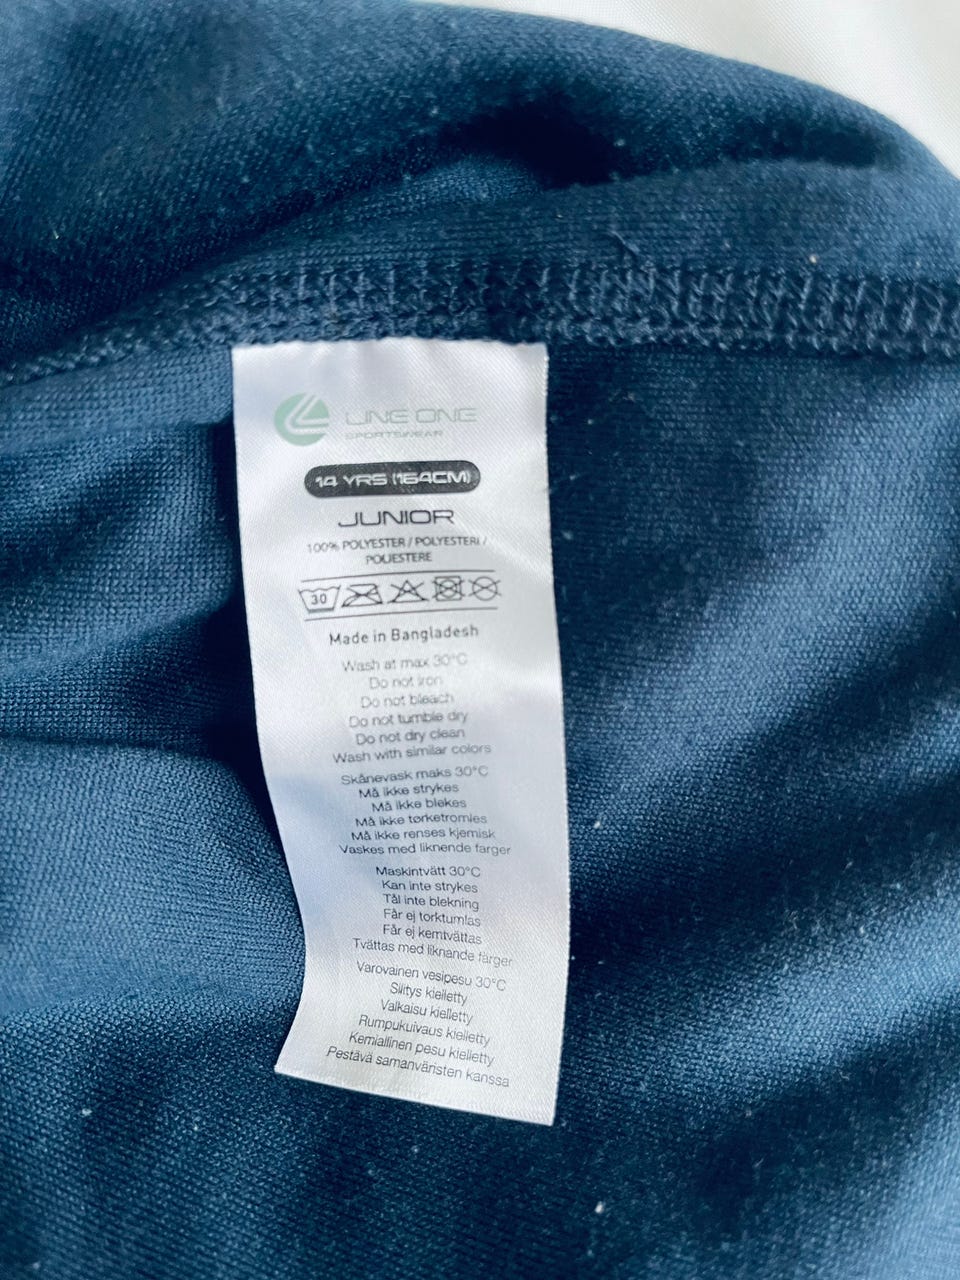 LINE ONE
SPORTSWEAR
14 YRS (164CM)
JUNIOR
100% POLYESTER / POLYESTERI /
POLIESTERE
30
Made in Bangladesh
Wash at max 30°C
Do not iron
Do not bleach
Do not tumble dry
Do not dry clean
Wash with similar colors
Skånevask maks 30°C
Må ikke strykes
Må ikke blekes
Må ikke tørketromles
Må ikke renses kjemisk
Vaskes med liknende farger
Maskintvätt 30°C
Kan inte strykes
Tål inte blekning
Får ej torktumlas
Får ej kemtvättas
Tvättas med liknande färger
Varovainen vesipesu 30°C
Silitys kielletty
Valkaisu kielletty
Rumpukuivaus kielletty
Kemiallinen pesu kielletty
Pestävä samanväristen kanssa